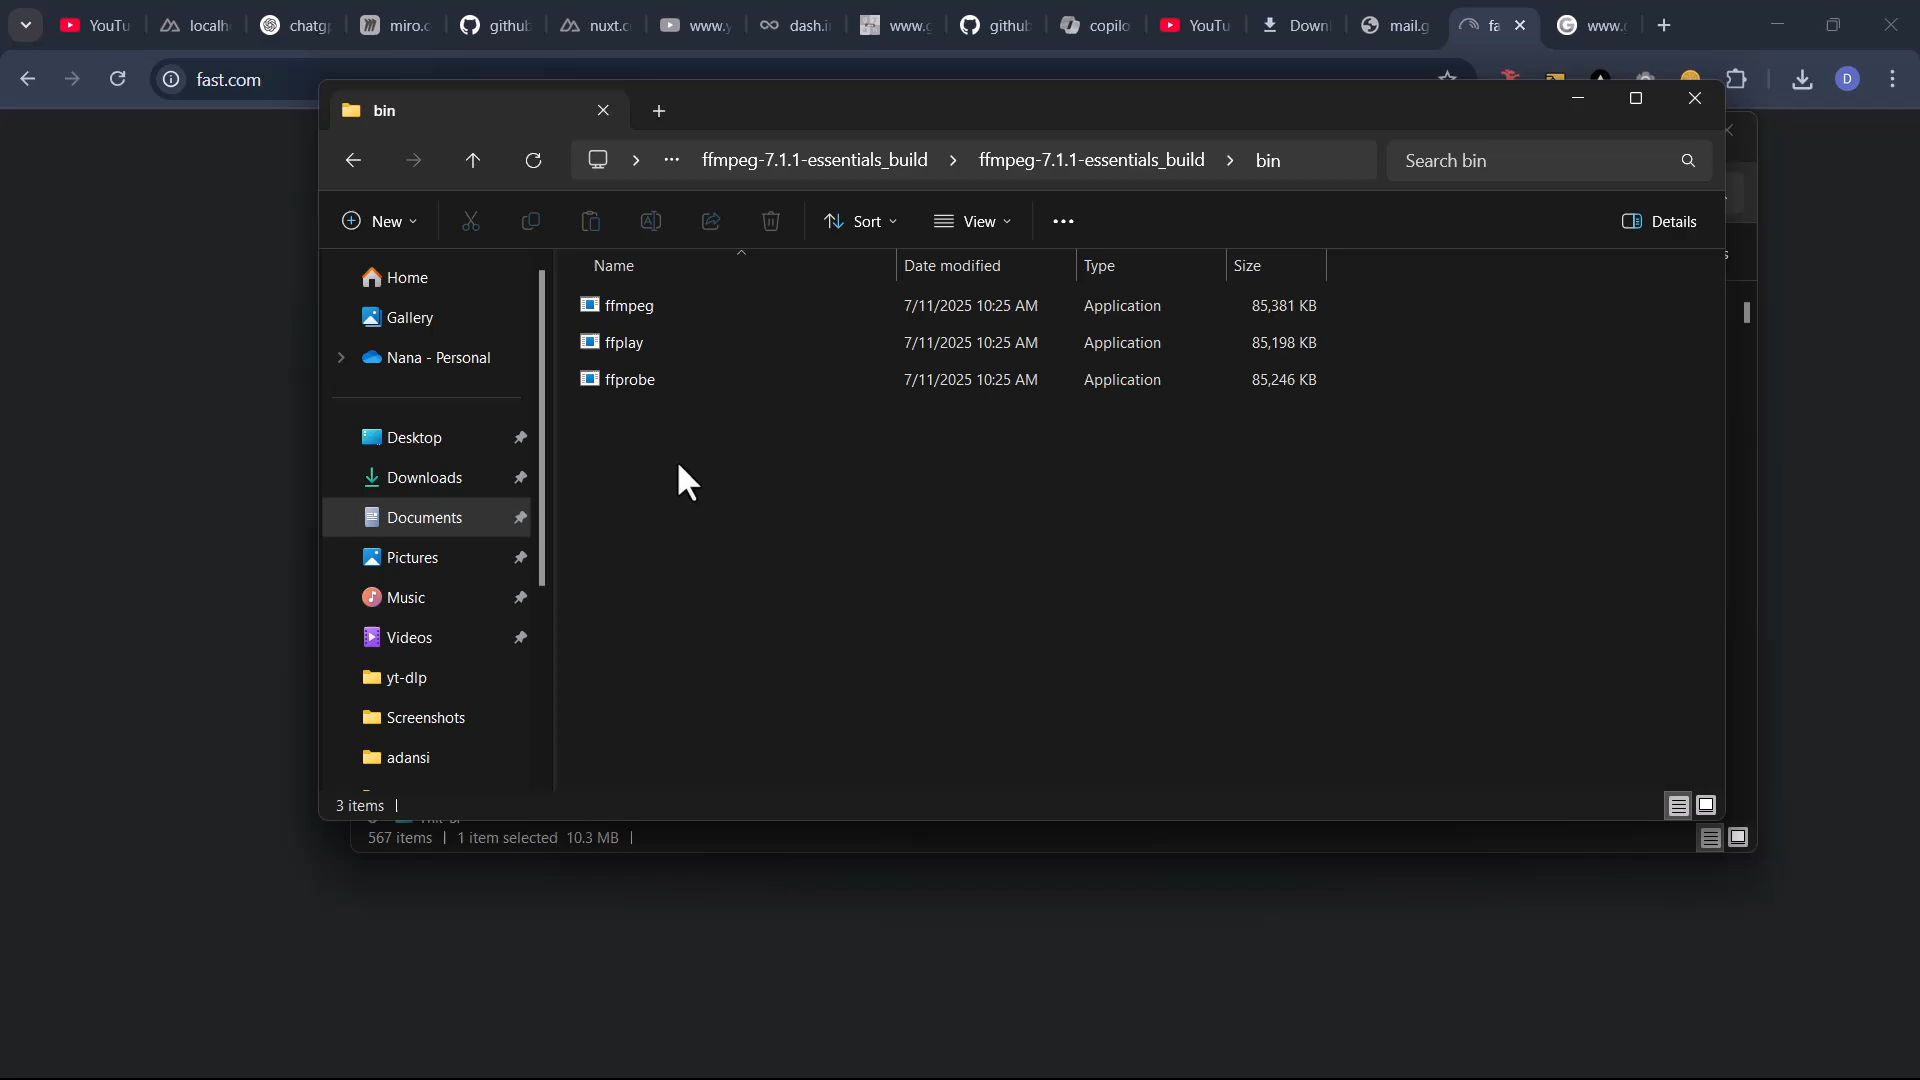 YouTu
localh
chatg
miro.c
github
nuxt.c
www.y
dash.i
www.g
github
copilo
YouTu
Downl
mail.g
fa
www.
fast.com
D
bin
ffmpeg-7.1.1-essentials_build
ffmpeg-7.1.1-essentials_build
bin
Search bin
New
Sort
View
Details
Name
Date modified
Type
Size
Home
Gallery
Nana - Personal
Desktop
Downloads
Documents
Pictures
Music
Videos
yt-dlp
Screenshots
adansi
ffmpeg 7/11/2025 10:25 AM Application 85,381 KB
ffplay 7/11/2025 10:25 AM Application 85,198 KB
ffprobe 7/11/2025 10:25 AM Application 85,246 KB
3 items
567 items
1 item selected 10.3 MB